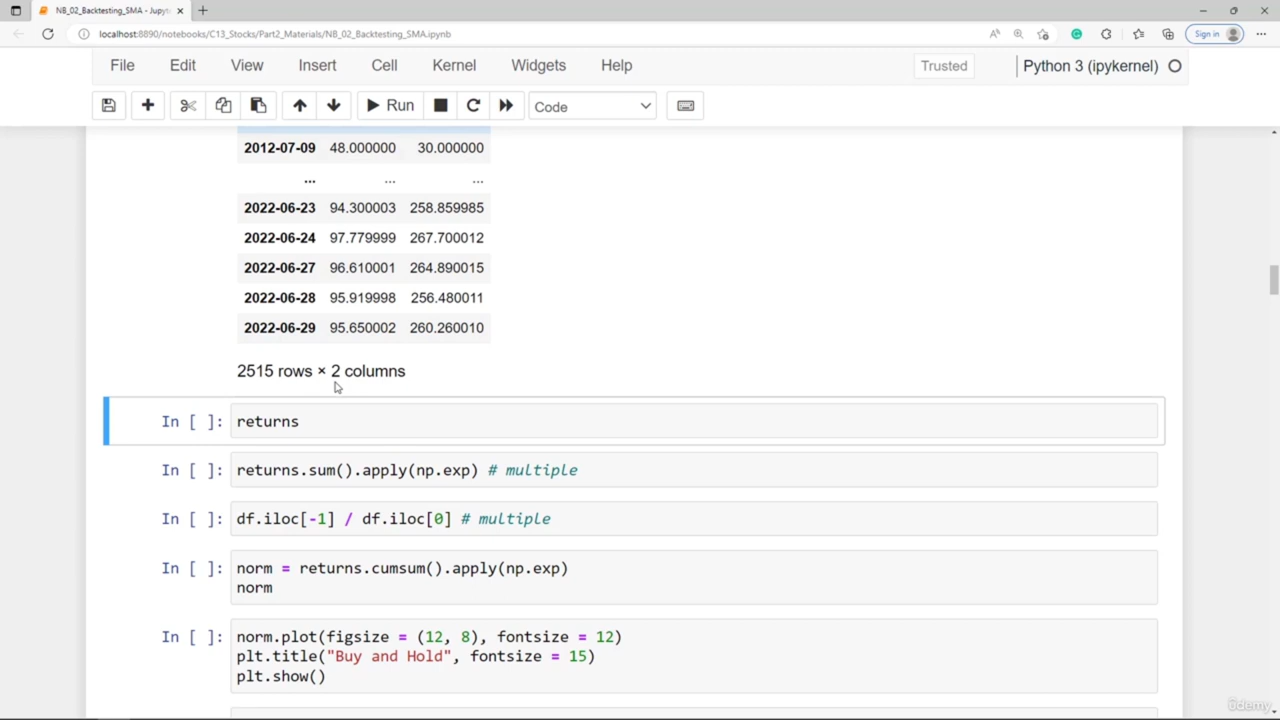 NB_02_Backtesting_SMA - Jupyt
localhost:8890/notebooks/C13_Stocks/Part2_Materials/NB_02_Backtesting_SMA.ipynb
Sign in
File Edit View Insert Cell Kernel Widgets Help
Trusted
Python 3 (ipykernel)
Run
Code
2012-07-09 48.000000 30.000000
... ... ...
2022-06-23 94.300003 258.859985
2022-06-24 97.779999 267.700012
2022-06-27 96.610001 264.890015
2022-06-28 95.919998 256.480011
2022-06-29 95.650002 260.260010
2515 rows × 2 columns
In [ ]: returns
In [ ]: returns.sum().apply(np.exp) # multiple
In [ ]: df.iloc[-1] / df.iloc[0] # multiple
In [ ]: norm = returns.cumsum().apply(np.exp)
norm
In [ ]: norm.plot(figsize = (12, 8), fontsize = 12)
plt.title("Buy and Hold", fontsize = 15)
plt.show()
ûdemy